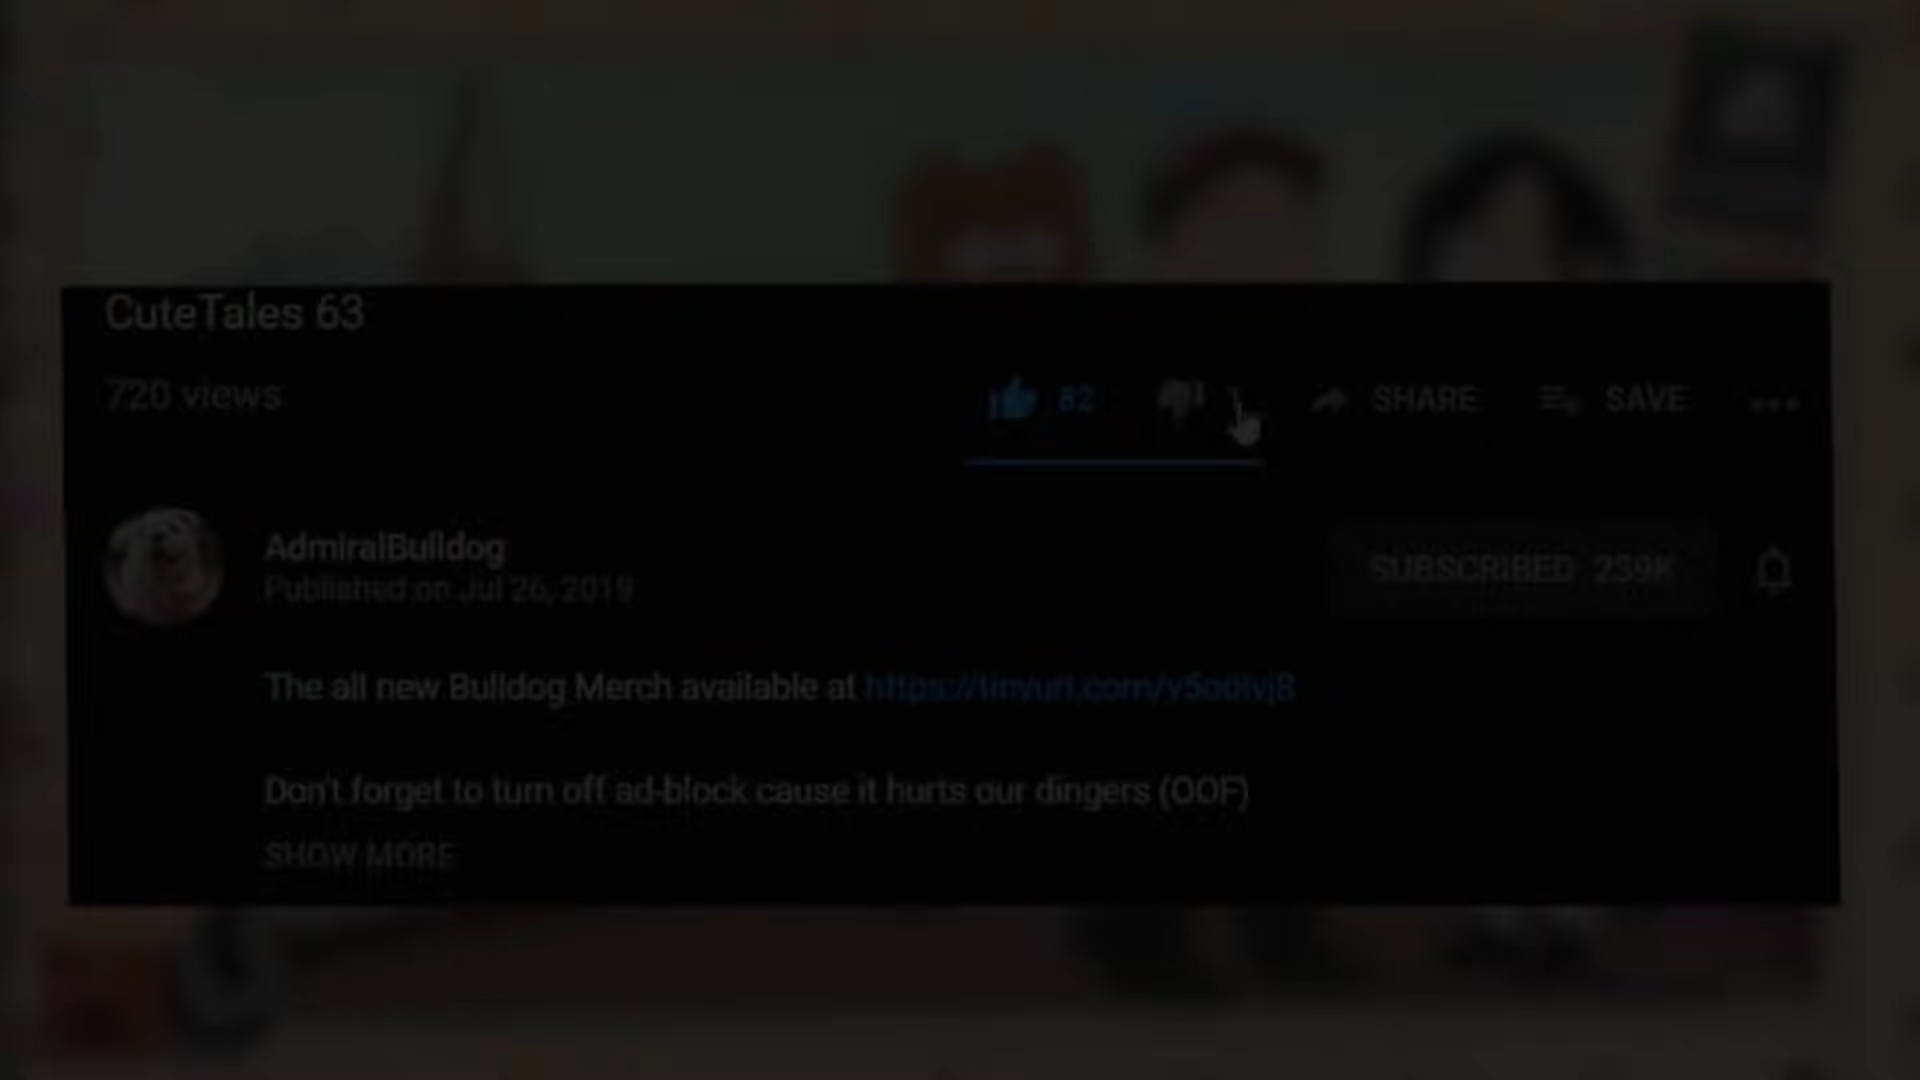 CuteTales 63
720 views
82
SHARE
SAVE
AdmiralBulldog
Published on Jul 26, 2019
SUBSCRIBED 239K
The all new Bulldog Merch available at
Don't forget to turn off ad-block cause it hurts our dingers (OOF)
SHOW MORE